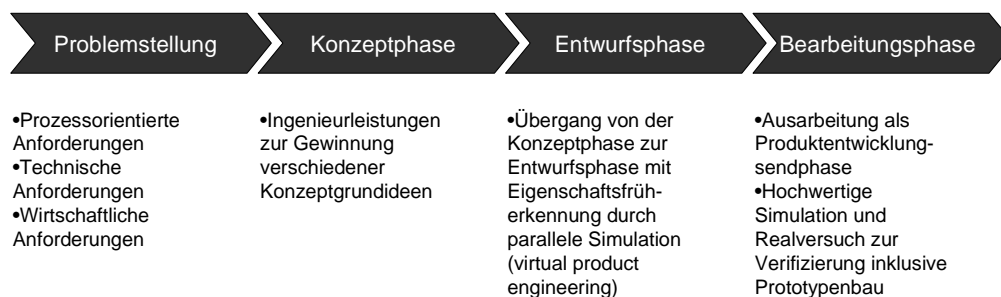 Problemstellung
Konzeptphase
Entwurfsphase
Bearbeitungsphase
•Prozessorientierte
Anforderungen
•Technische
Anforderungen
•Wirtschaftliche
Anforderungen
•Ingenieurleistungen
zur Gewinnung
verschiedener
Konzeptgrundideen
•Übergang von der
Konzeptphase zur
Entwurfsphase mit
Eigenschaftsfrüh-
erkennung durch
parallele Simulation
(virtual product
engineering)
•Ausarbeitung als
Produktentwicklung-
sendphase
•Hochwertige
Simulation und
Realversuch zur
Verifizierung inklusive
Prototypenbau